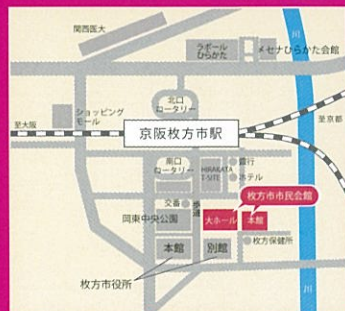 関西医大
川
ラポール
ひらかた
メセナひらかた会館
北口
ロータリー
ショッピング
モール
至大阪
至京都
京阪枚方市駅
南口
ロータリー
HIRAKATA
T-SITE
銀行
ホテル
交番
歩道
枚方市市民会館
岡東中央公園
大ホール
本館
本館
別館
枚方保健所
枚方市役所
川